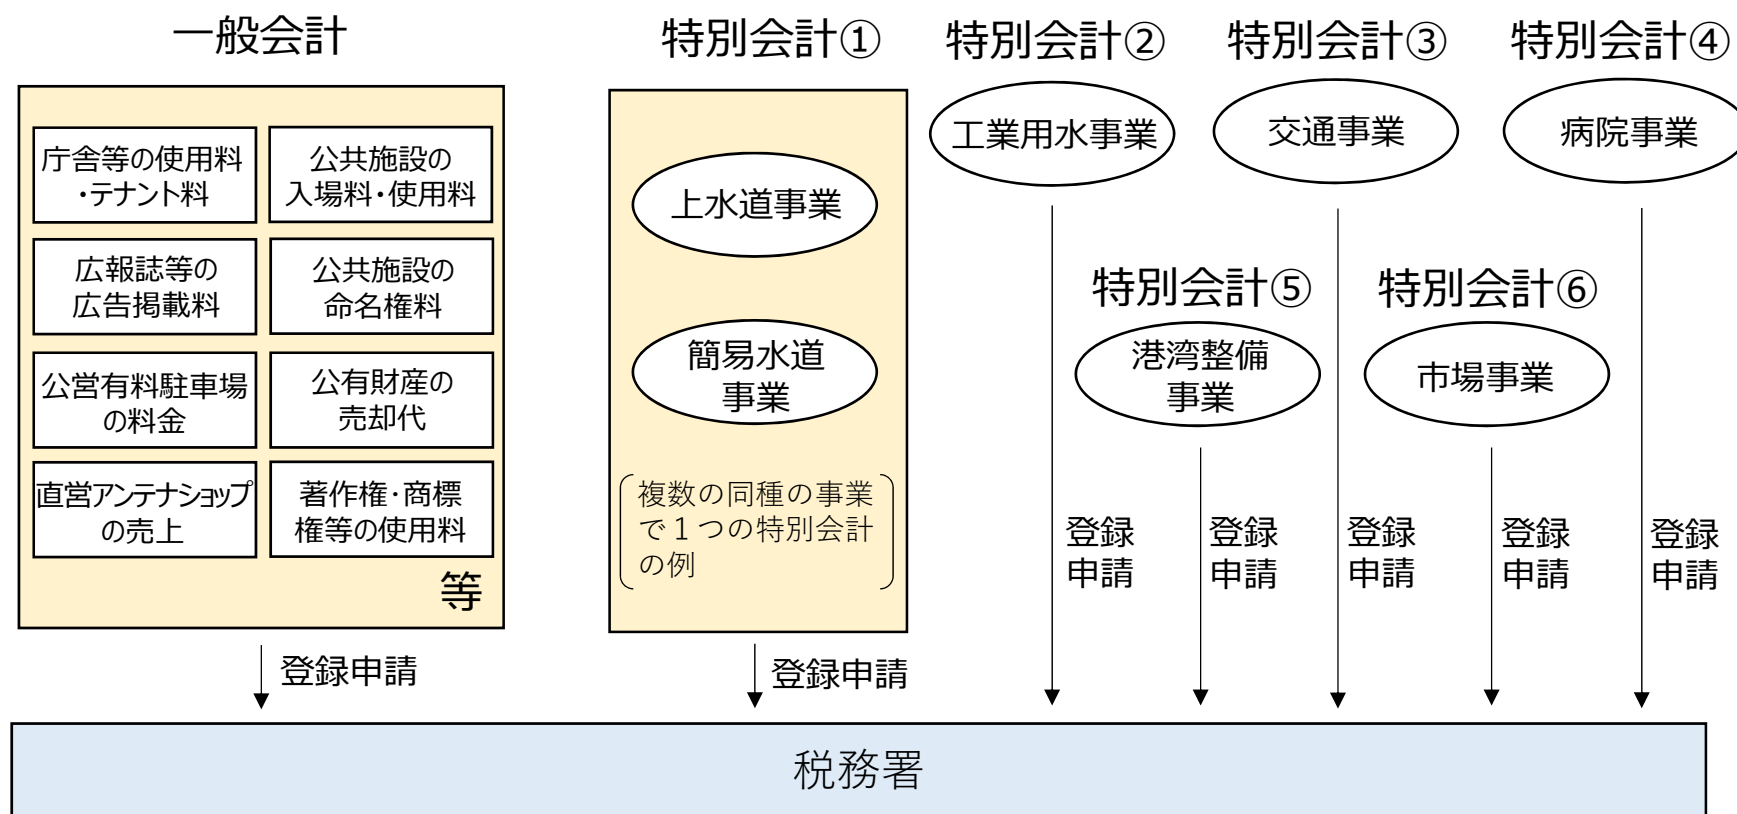 一般会計
庁舎等の使用料
・テナント料
公共施設の
入場料・使用料
広報誌等の
広告掲載料
公共施設の
命名権料
公営有料駐車場
の料金
公有財産の
売却代
直営アンテナショップ
の売上
著作権・商標
権等の使用料
等
登録申請
特別会計①
上水道事業
簡易水道
事業
複数の同種の事業
で１つの特別会計
の例
登録申請
特別会計②
工業用水事業
登録
申請
特別会計③
交通事業
登録
申請
特別会計④
病院事業
登録
申請
特別会計⑤
港湾整備
事業
登録
申請
特別会計⑥
市場事業
登録
申請
税務署